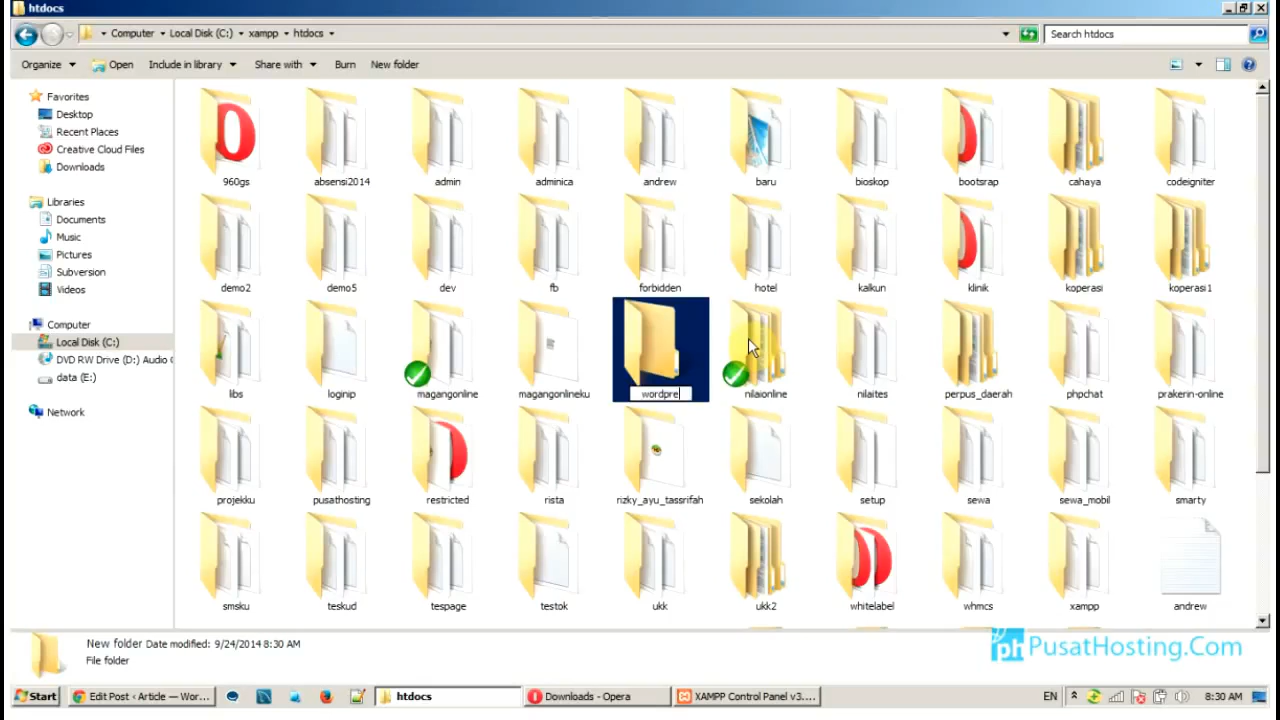 htdocs
Computer Local Disk (C:) xampp htdocs
Search htdocs
Organize Open Include in library Share with Burn New folder
Favorites
Desktop
Recent Places
Creative Cloud Files
Downloads
Libraries
Documents
Music
Pictures
Subversion
Videos
Computer
Local Disk (C:)
DVD RW Drive (D:) Audio C
data (E:)
Network
960gs absensi2014 admin adminica andrew baru bioskop bootsrap cahaya codeigniter
demo2 demo5 dev fb forbidden hotel kalkun klinik koperasi koperasi1
libs loginip magangonline magangonlineku wordpre nilaionline nilaites perpus_daerah phpchat prakerin-online
projekku pusathosting restricted rista rizky_ayu_tassrifah sekolah setup sewa sewa_mobil smarty
smsku teskud tespage testok ukk ukk2 whitelabel whmcs xampp andrew
New folder Date modified: 9/24/2014 8:30 AM
File folder
ph PusatHosting.Com
Start Edit Post ‹ Article — Wor... htdocs Downloads - Opera XAMPP Control Panel v3.... EN 8:30 AM